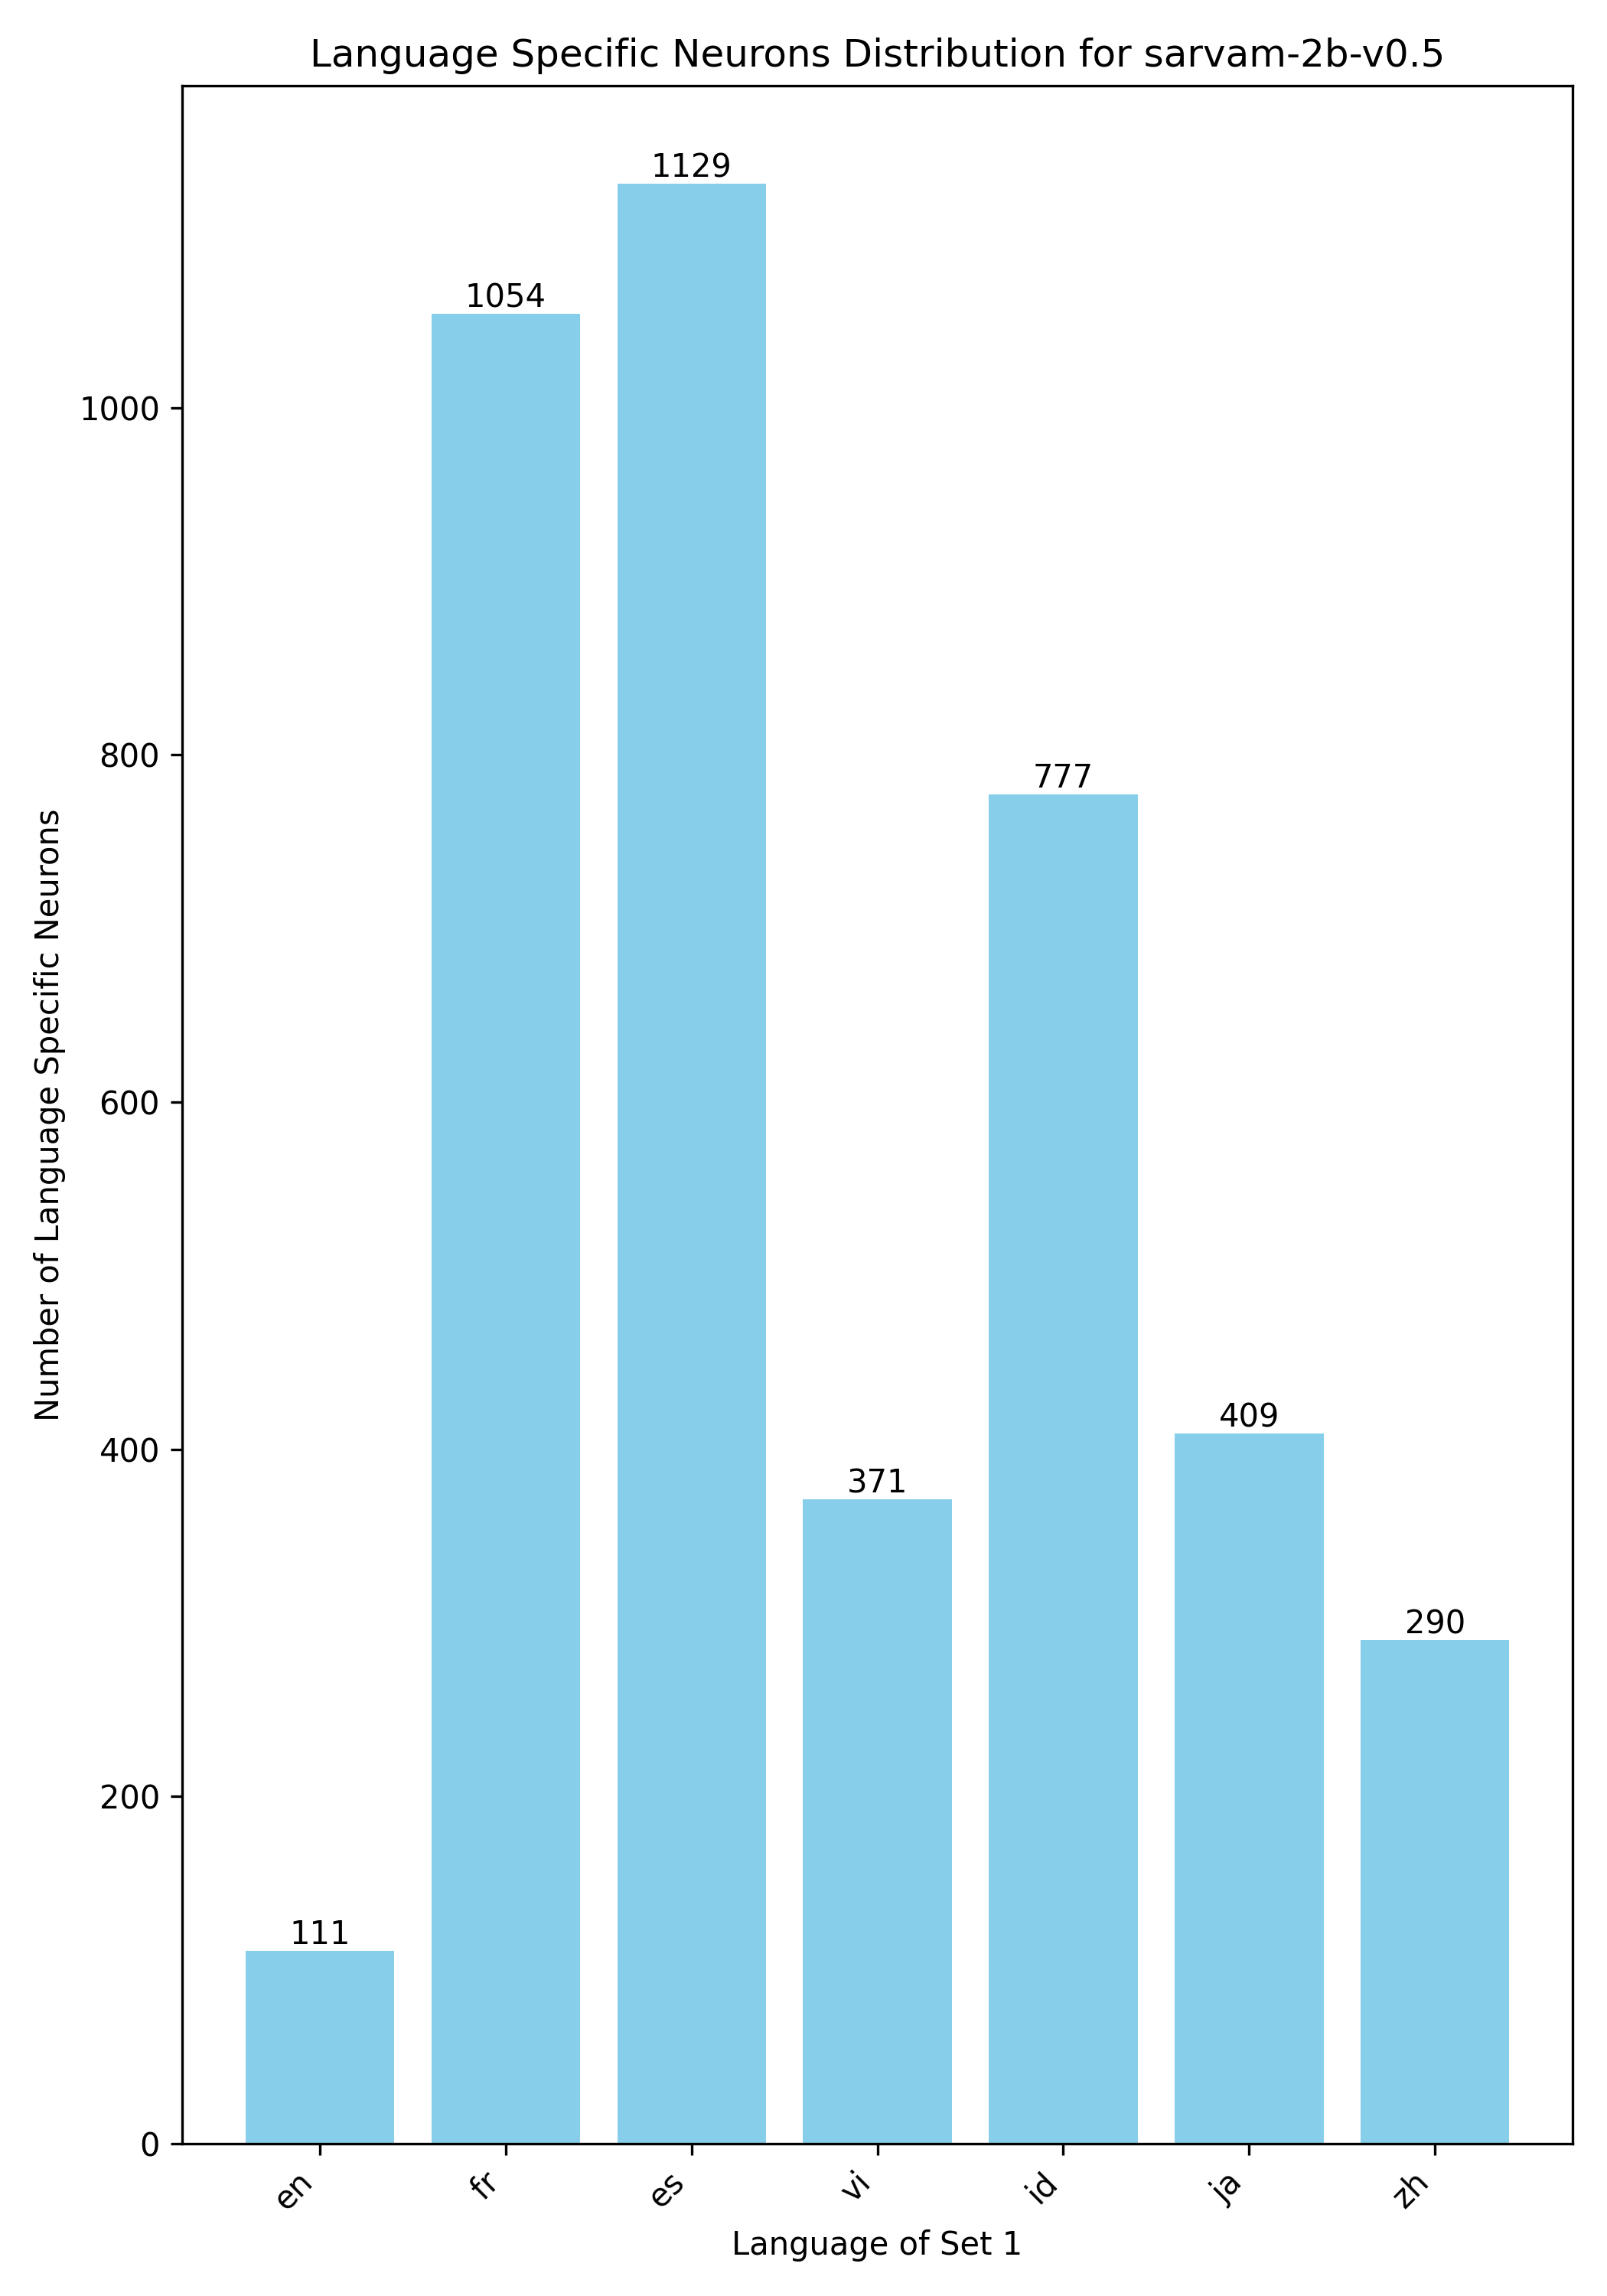 Language Specific Neurons Distribution for sarvam-2b-v0.5
Number of Language Specific Neurons
1000
800
600
400
200
0
111
1054
1129
371
777
409
290
en
fr
es
vi
id
ja
zh
Language of Set 1